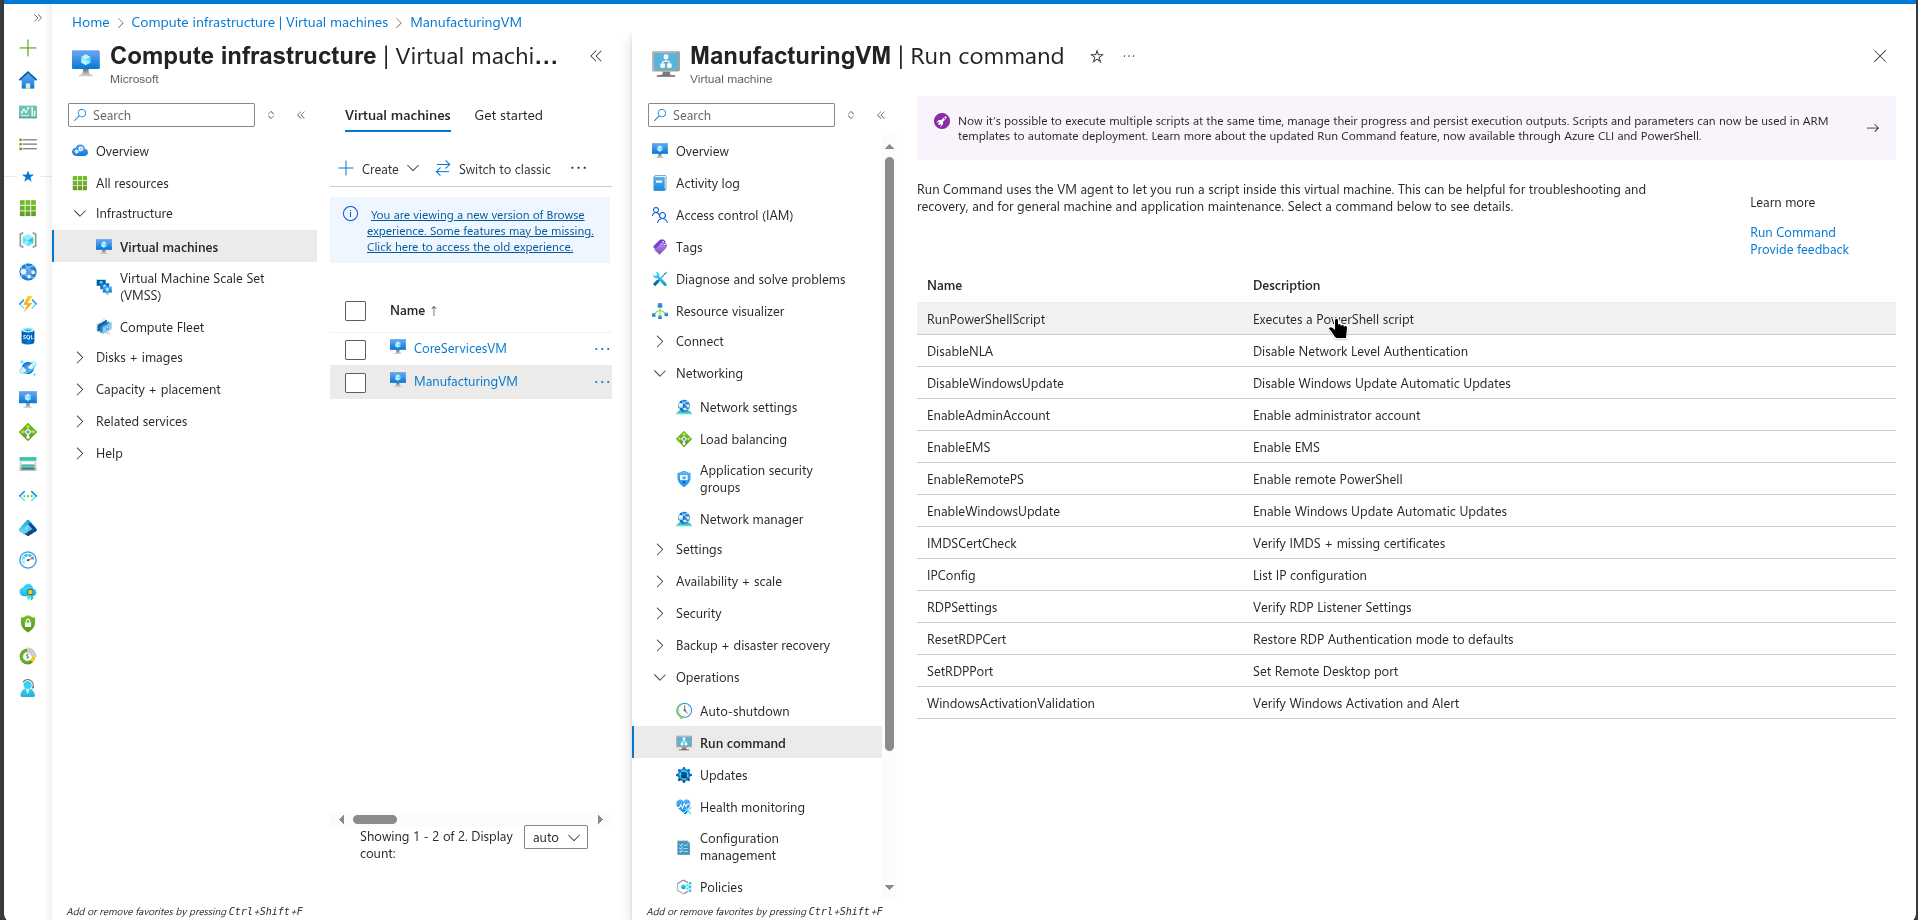 Home > Compute infrastructure | Virtual machines > ManufacturingVM
Compute infrastructure | Virtual machi...
Microsoft
Search
Overview
All resources
Infrastructure
Virtual machines
Virtual Machine Scale Set
(VMSS)
Compute Fleet
Disks + images
Capacity + placement
Related services
Help
Add or remove favorites by pressing Ctrl+Shift+F
Virtual machines Get started
Create Switch to classic ...
You are viewing a new version of Browse
experience. Some features may be missing.
Click here to access the old experience.
Name ↑
CoreServicesVM ...
ManufacturingVM ...
Showing 1 - 2 of 2. Display
count: auto
ManufacturingVM | Run command ...
Virtual machine
Search
Overview
Activity log
Access control (IAM)
Tags
Diagnose and solve problems
Resource visualizer
Connect
Networking
Network settings
Load balancing
Application security
groups
Network manager
Settings
Availability + scale
Security
Backup + disaster recovery
Operations
Auto-shutdown
Run command
Updates
Health monitoring
Configuration
management
Policies
Add or remove favorites by pressing Ctrl+Shift+F
Now it's possible to execute multiple scripts at the same time, manage their progress and persist execution outputs. Scripts and parameters can now be used in ARM
templates to automate deployment. Learn more about the updated Run Command feature, now available through Azure CLI and PowerShell.
Run Command uses the VM agent to let you run a script inside this virtual machine. This can be helpful for troubleshooting and
recovery, and for general machine and application maintenance. Select a command below to see details.
Learn more
Run Command
Provide feedback
Name Description
RunPowerShellScript Executes a PowerShell script
DisableNLA Disable Network Level Authentication
DisableWindowsUpdate Disable Windows Update Automatic Updates
EnableAdminAccount Enable administrator account
EnableEMS Enable EMS
EnableRemotePS Enable remote PowerShell
EnableWindowsUpdate Enable Windows Update Automatic Updates
IMDSCertCheck Verify IMDS + missing certificates
IPConfig List IP configuration
RDPSettings Verify RDP Listener Settings
ResetRDPCert Restore RDP Authentication mode to defaults
SetRDPPort Set Remote Desktop port
WindowsActivationValidation Verify Windows Activation and Alert